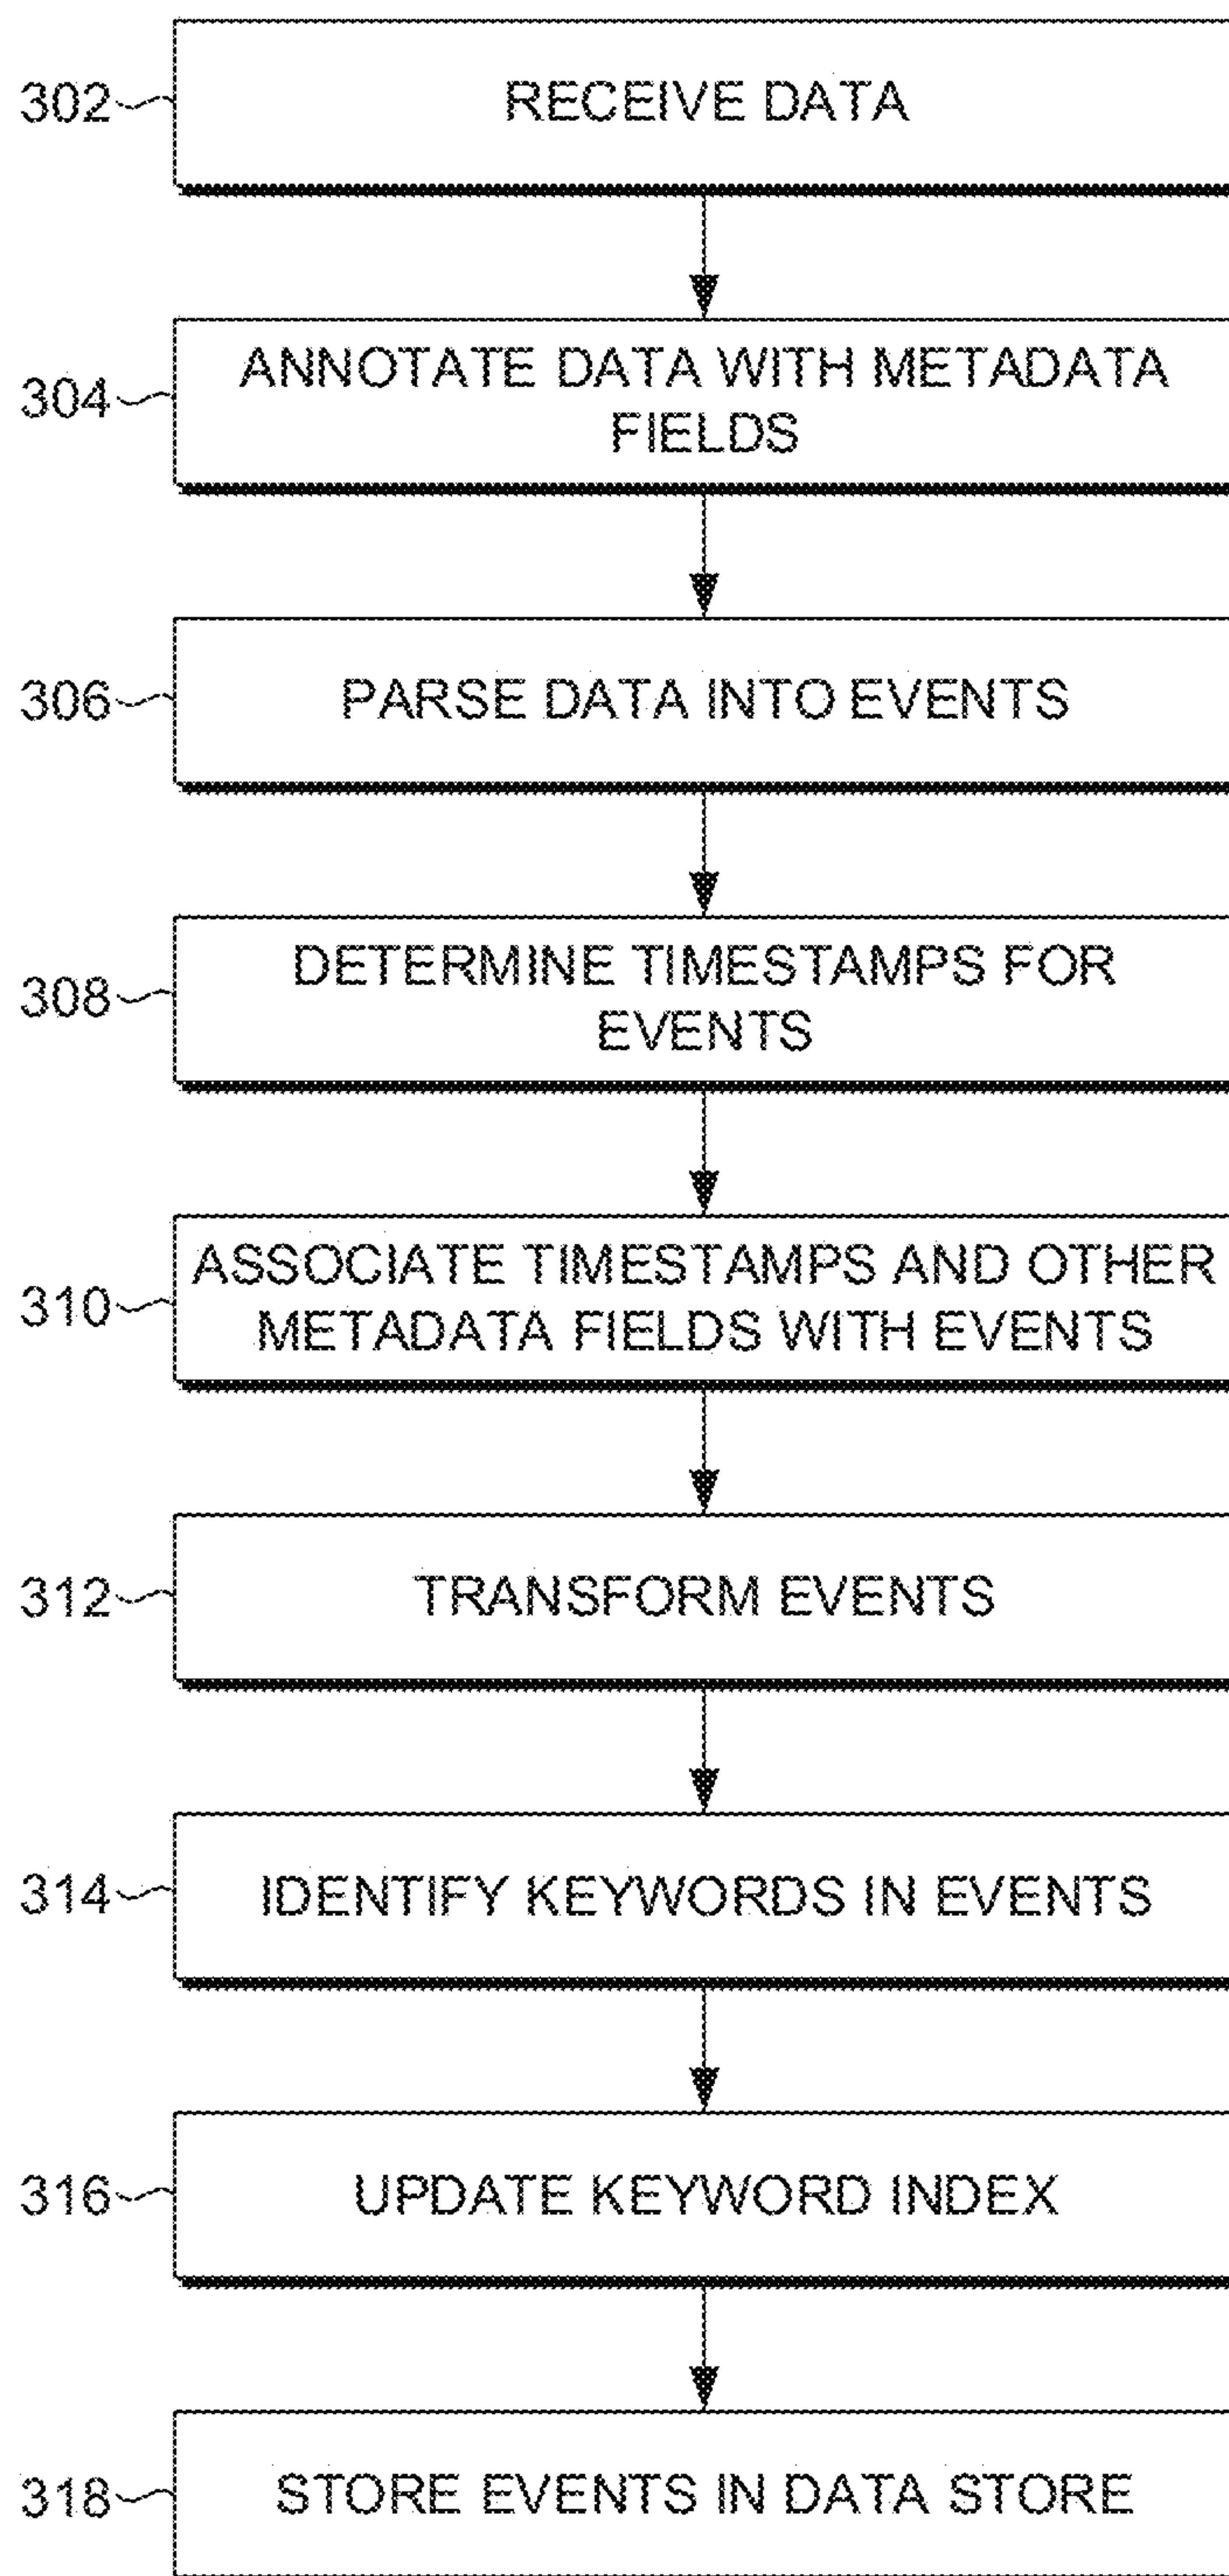 302
RECEIVE DATA
304
ANNOTATE DATA WITH METADATA
FIELDS
306
PARSE DATA INTO EVENTS
308
DETERMINE TIMESTAMPS FOR
EVENTS
310
ASSOCIATE TIMESTAMPS AND OTHER
METADATA FIELDS WITH EVENTS
312
TRANSFORM EVENTS
314
IDENTIFY KEYWORDS IN EVENTS
316
UPDATE KEYWORD INDEX
318
STORE EVENTS IN DATA STORE